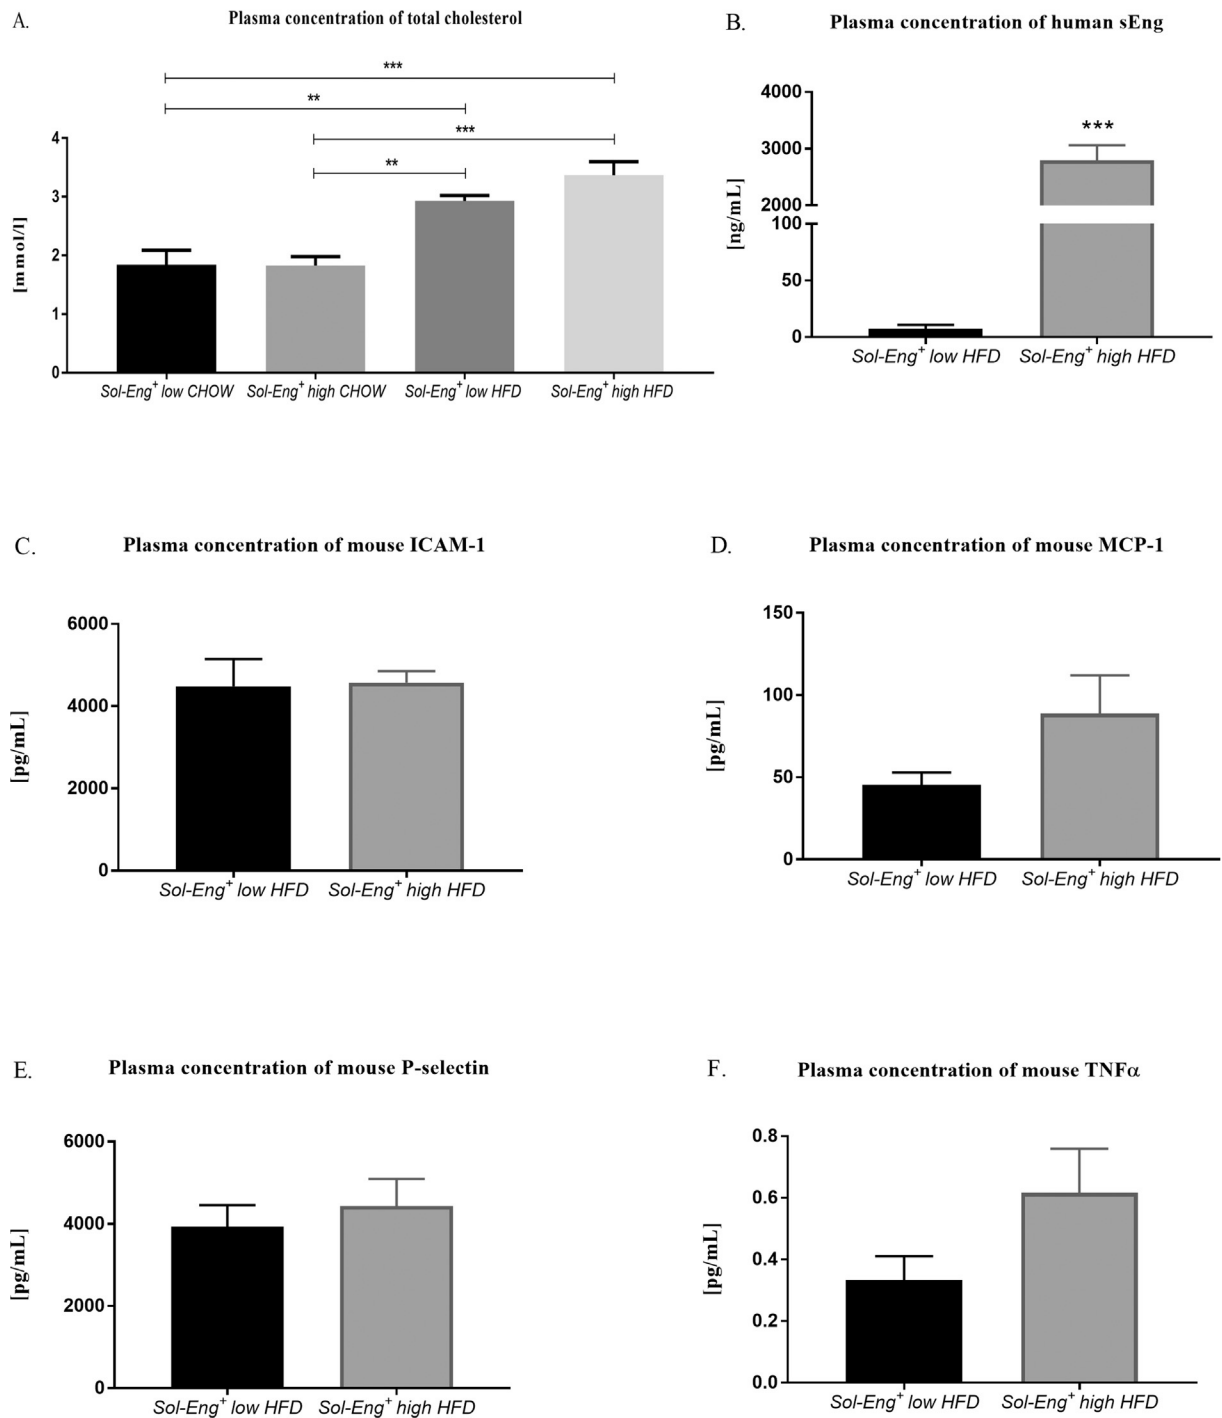 A.
Plasma concentration of total cholesterol
***
**
***
**
4
3
2
1
0
[mmol/l]
Sol-Eng+ low CHOW
Sol-Eng+ high CHOW
Sol-Eng+ low HFD
Sol-Eng+ high HFD
B.
Plasma concentration of human sEng
***
4000
3000
2000
100
50
0
[ng/mL]
Sol-Eng+ low HFD
Sol-Eng+ high HFD
C.
Plasma concentration of mouse ICAM-1
6000
4000
2000
0
[pg/mL]
Sol-Eng+ low HFD
Sol-Eng+ high HFD
D.
Plasma concentration of mouse MCP-1
150
100
50
0
[pg/mL]
Sol-Eng+ low HFD
Sol-Eng+ high HFD
E.
Plasma concentration of mouse P-selectin
6000
4000
2000
0
[pg/mL]
Sol-Eng+ low HFD
Sol-Eng+ high HFD
F.
Plasma concentration of mouse TNFα
0.8
0.6
0.4
0.2
0.0
[pg/mL]
Sol-Eng+ low HFD
Sol-Eng+ high HFD